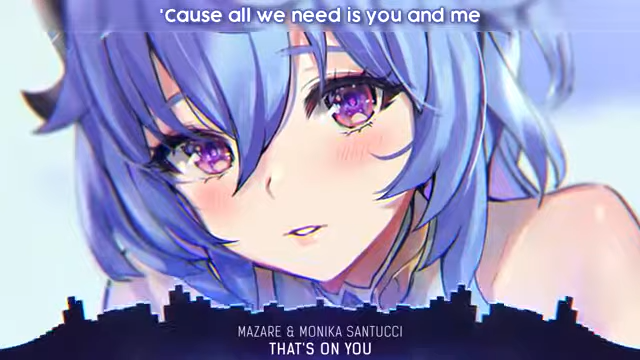 'Cause all we need is you and me
MAZARE & MONIKA SANTUCCI
THAT'S ON YOU